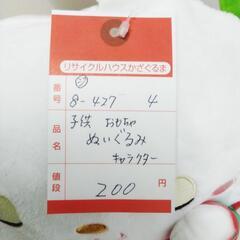 リサイクルハウスかざぐるま
番号 8-427 4
品名 子供 おもちゃ
ぬいぐるみ
キャラクター
値段 200 円